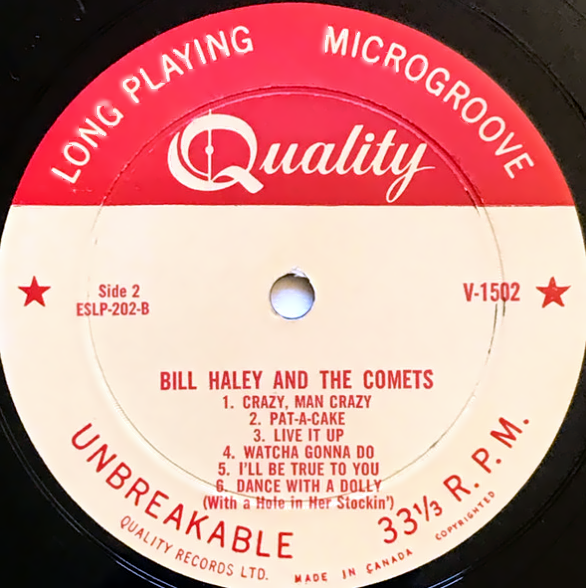 LONG PLAYING MICROGROOVE
Quality
Side 2
ESLP-202-B
V-1502
BILL HALEY AND THE COMETS
1. CRAZY, MAN CRAZY
2. PAT-A-CAKE
3. LIVE IT UP
4. WATCHA GONNA DO
5. I'LL BE TRUE TO YOU
6. DANCE WITH A DOLLY
(With a Hole in Her Stockin')
UNBREAKABLE
33⅓ R. P. M.
QUALITY RECORDS LTD. MADE IN CANADA COPYRIGHTED